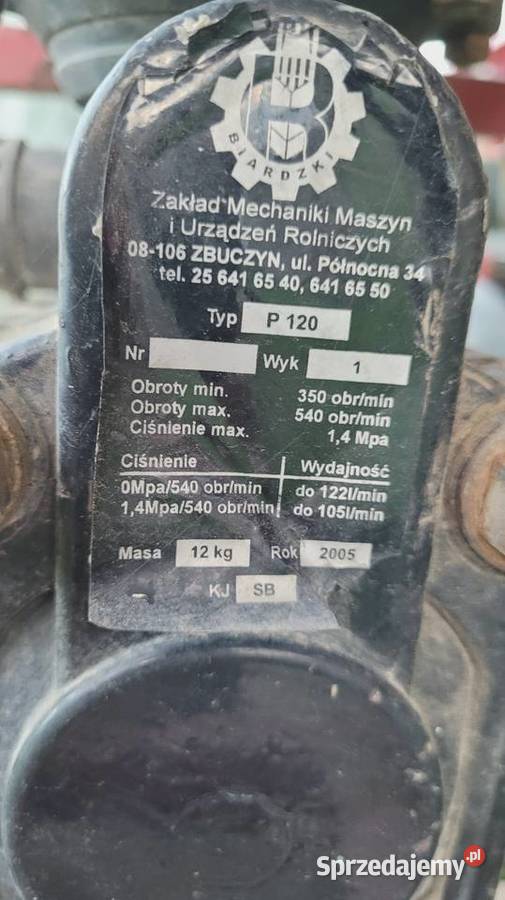 BIARDZKI
Zakład Mechaniki Maszyn
i Urządzeń Rolniczych
08-106 ZBUCZYN, ul. Północna 34
tel. 25 641 65 40, 641 65 50
Typ P 120
Nr Wyk 1
Obroty min. 350 obr/min
Obroty max. 540 obr/min
Ciśnienie max. 1,4 Mpa
Ciśnienie Wydajność
0Mpa/540 obr/min do 122l/min
1,4Mpa/540 obr/min do 105l/min
Masa 12 kg Rok 2005
KJ SB
Sprzedajemy.pl